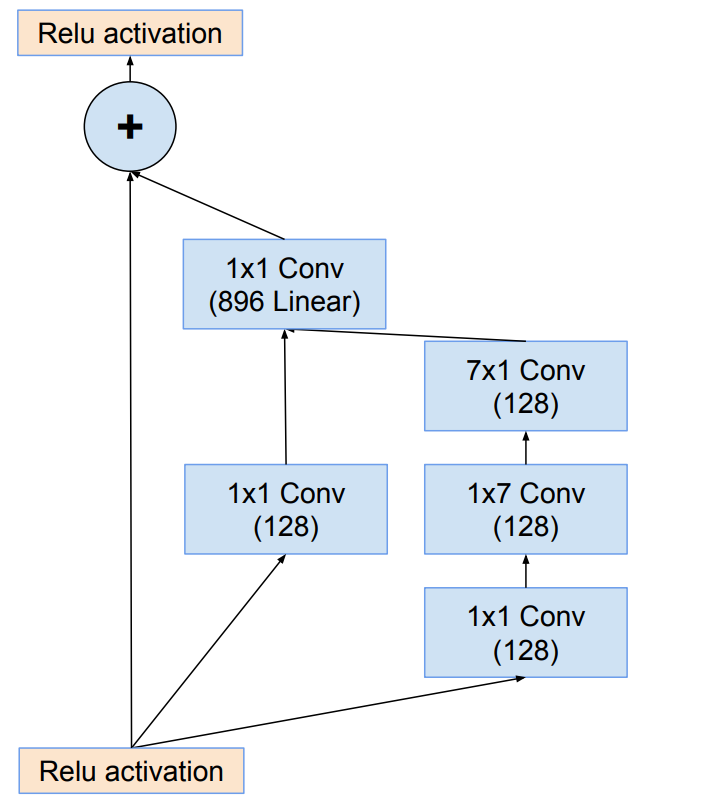 Relu activation
+
1x1 Conv
(896 Linear)
7x1 Conv
(128)
1x1 Conv
(128)
1x7 Conv
(128)
1x1 Conv
(128)
Relu activation